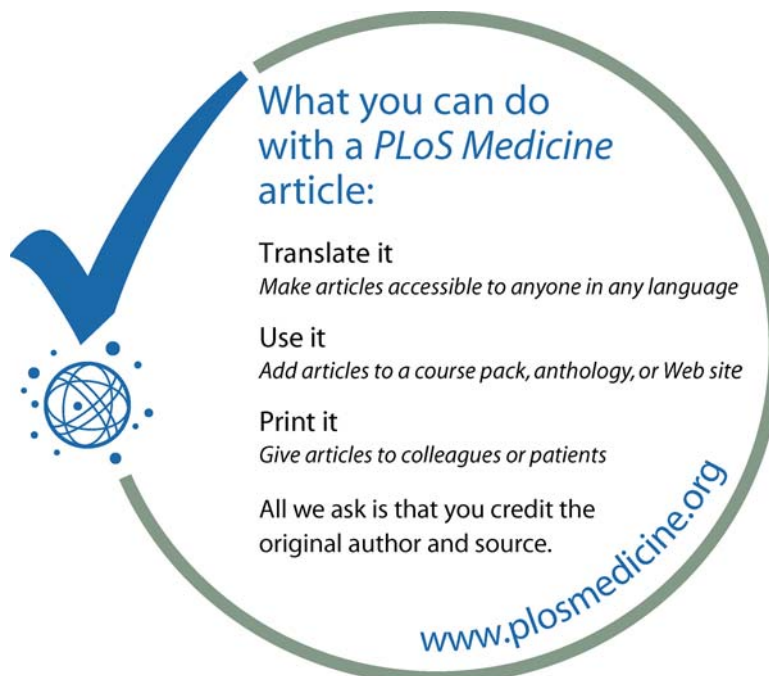 What you can do
with a PLoS Medicine
article:
Translate it
Make articles accessible to anyone in any language
Use it
Add articles to a course pack, anthology, or Web site
Print it
Give articles to colleagues or patients
All we ask is that you credit the
original author and source.
www.plosmedicine.org